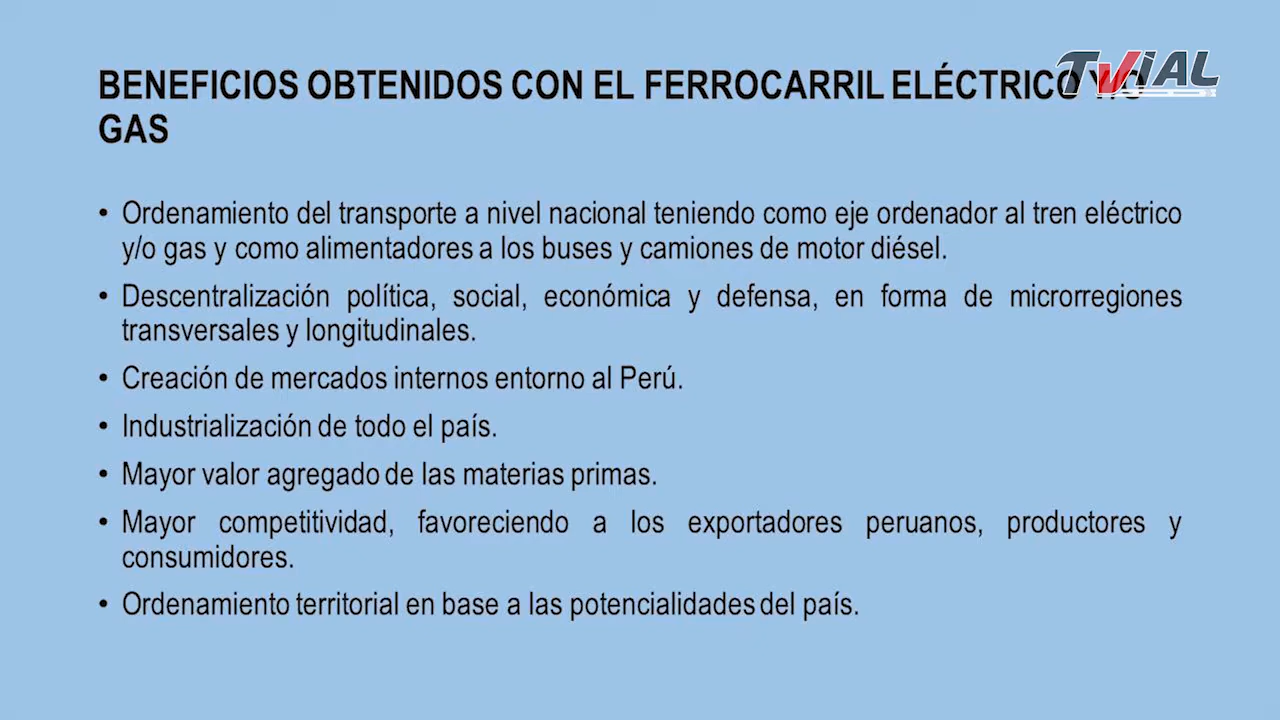 TVIAL
BENEFICIOS OBTENIDOS CON EL FERROCARRIL ELÉCTRICO Y/O
GAS
• Ordenamiento del transporte a nivel nacional teniendo como eje ordenador al tren eléctrico
y/o gas y como alimentadores a los buses y camiones de motor diésel.
• Descentralización política, social, económica y defensa, en forma de microrregiones
transversales y longitudinales.
• Creación de mercados internos entorno al Perú.
• Industrialización de todo el país.
• Mayor valor agregado de las materias primas.
• Mayor competitividad, favoreciendo a los exportadores peruanos, productores y
consumidores.
• Ordenamiento territorial en base a las potencialidades del país.